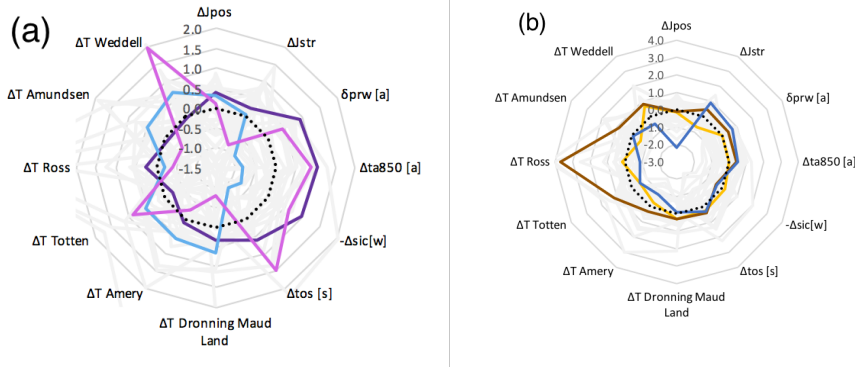 (a)
ΔJpos
ΔJstr
δprw [a]
Δta850 [a]
-Δsic[w]
Δtos [s]
ΔT Dronning Maud
Land
ΔT Amery
ΔT Totten
ΔT Ross
ΔT Amundsen
ΔT Weddell
2.0
1.5
1.0
0.5
0.0
-0.5
-1.0
-1.5
(b)
ΔJpos
ΔJstr
δprw [a]
Δta850 [a]
-Δsic[w]
Δtos [s]
ΔT Dronning Maud
Land
ΔT Amery
ΔT Totten
ΔT Ross
ΔT Amundsen
ΔT Weddell
4.0
3.0
2.0
1.0
0.0
-1.0
-2.0
-3.0